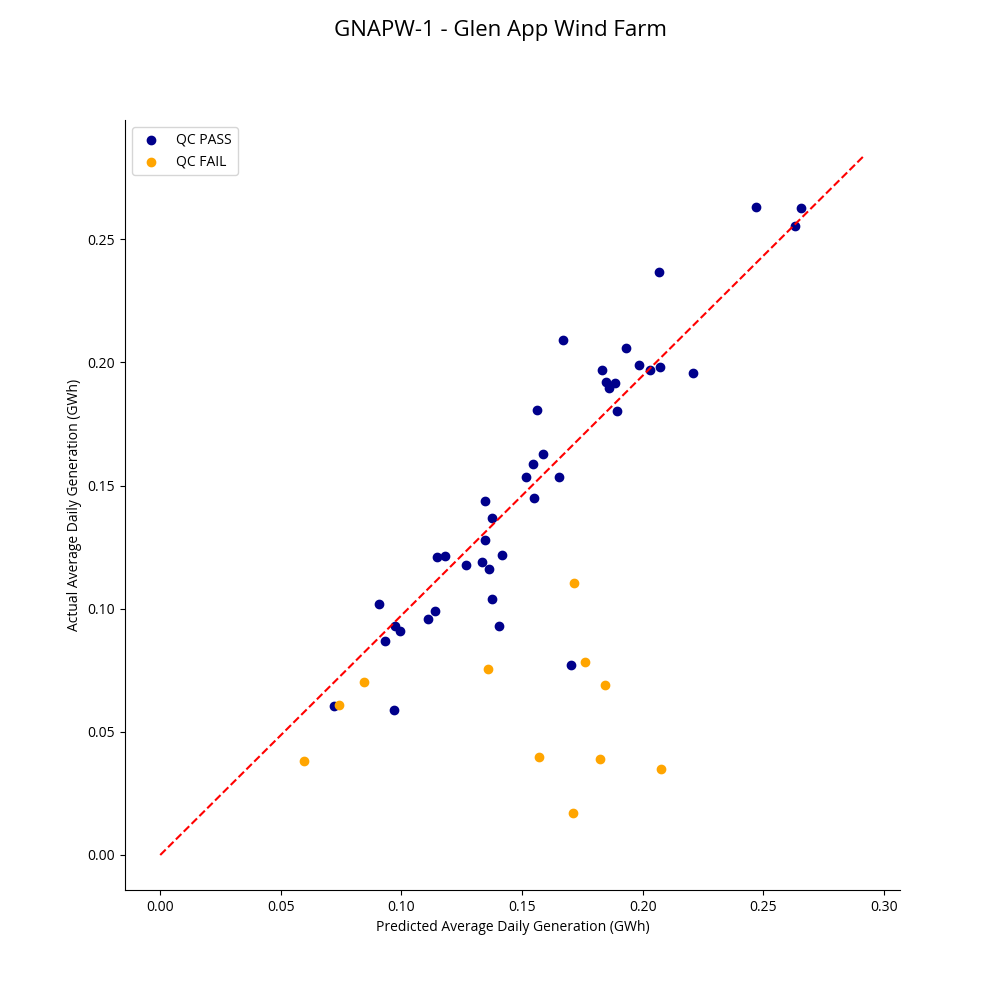 GNAPW-1 - Glen App Wind Farm
QC PASS
QC FAIL
Actual Average Daily Generation (GWh)
0.25
0.20
0.15
0.10
0.05
0.00
0.00 0.05 0.10 0.15 0.20 0.25 0.30
Predicted Average Daily Generation (GWh)